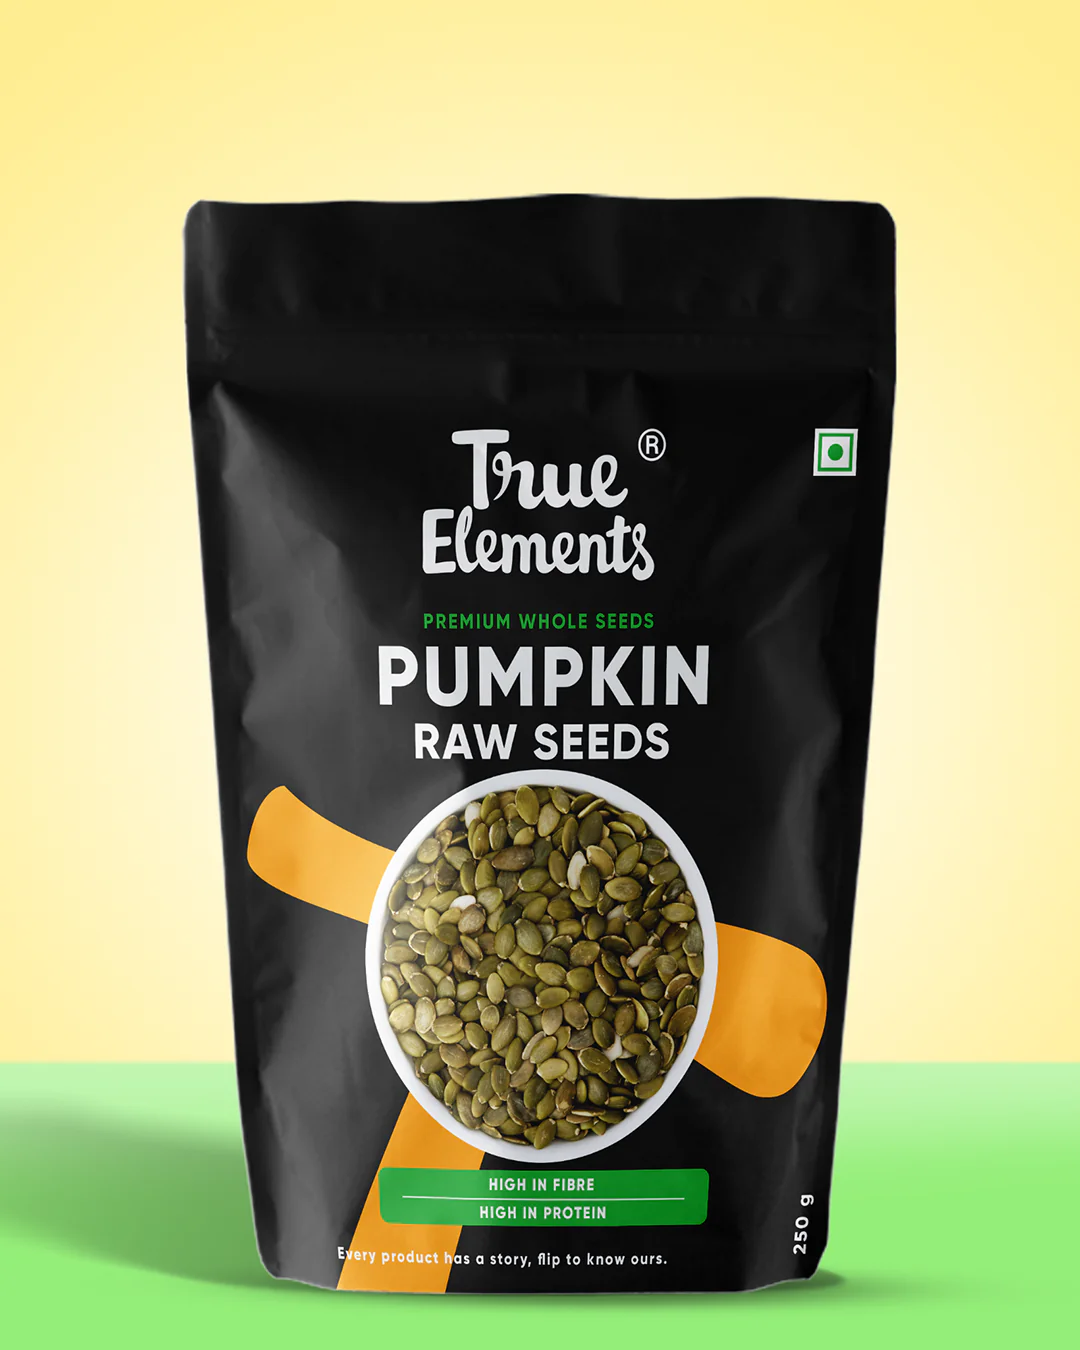 True ®
Elements
PREMIUM WHOLE SEEDS
PUMPKIN
RAW SEEDS
HIGH IN FIBRE
HIGH IN PROTEIN
Every product has a story, flip to know ours.
250 g